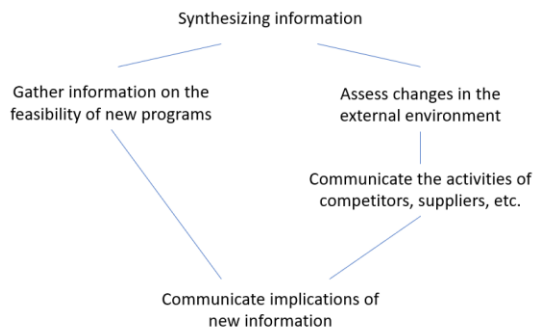 Synthesizing information
Gather information on the
feasibility of new programs
Assess changes in the
external environment
Communicate the activities of
competitors, suppliers, etc.
Communicate implications of
new information